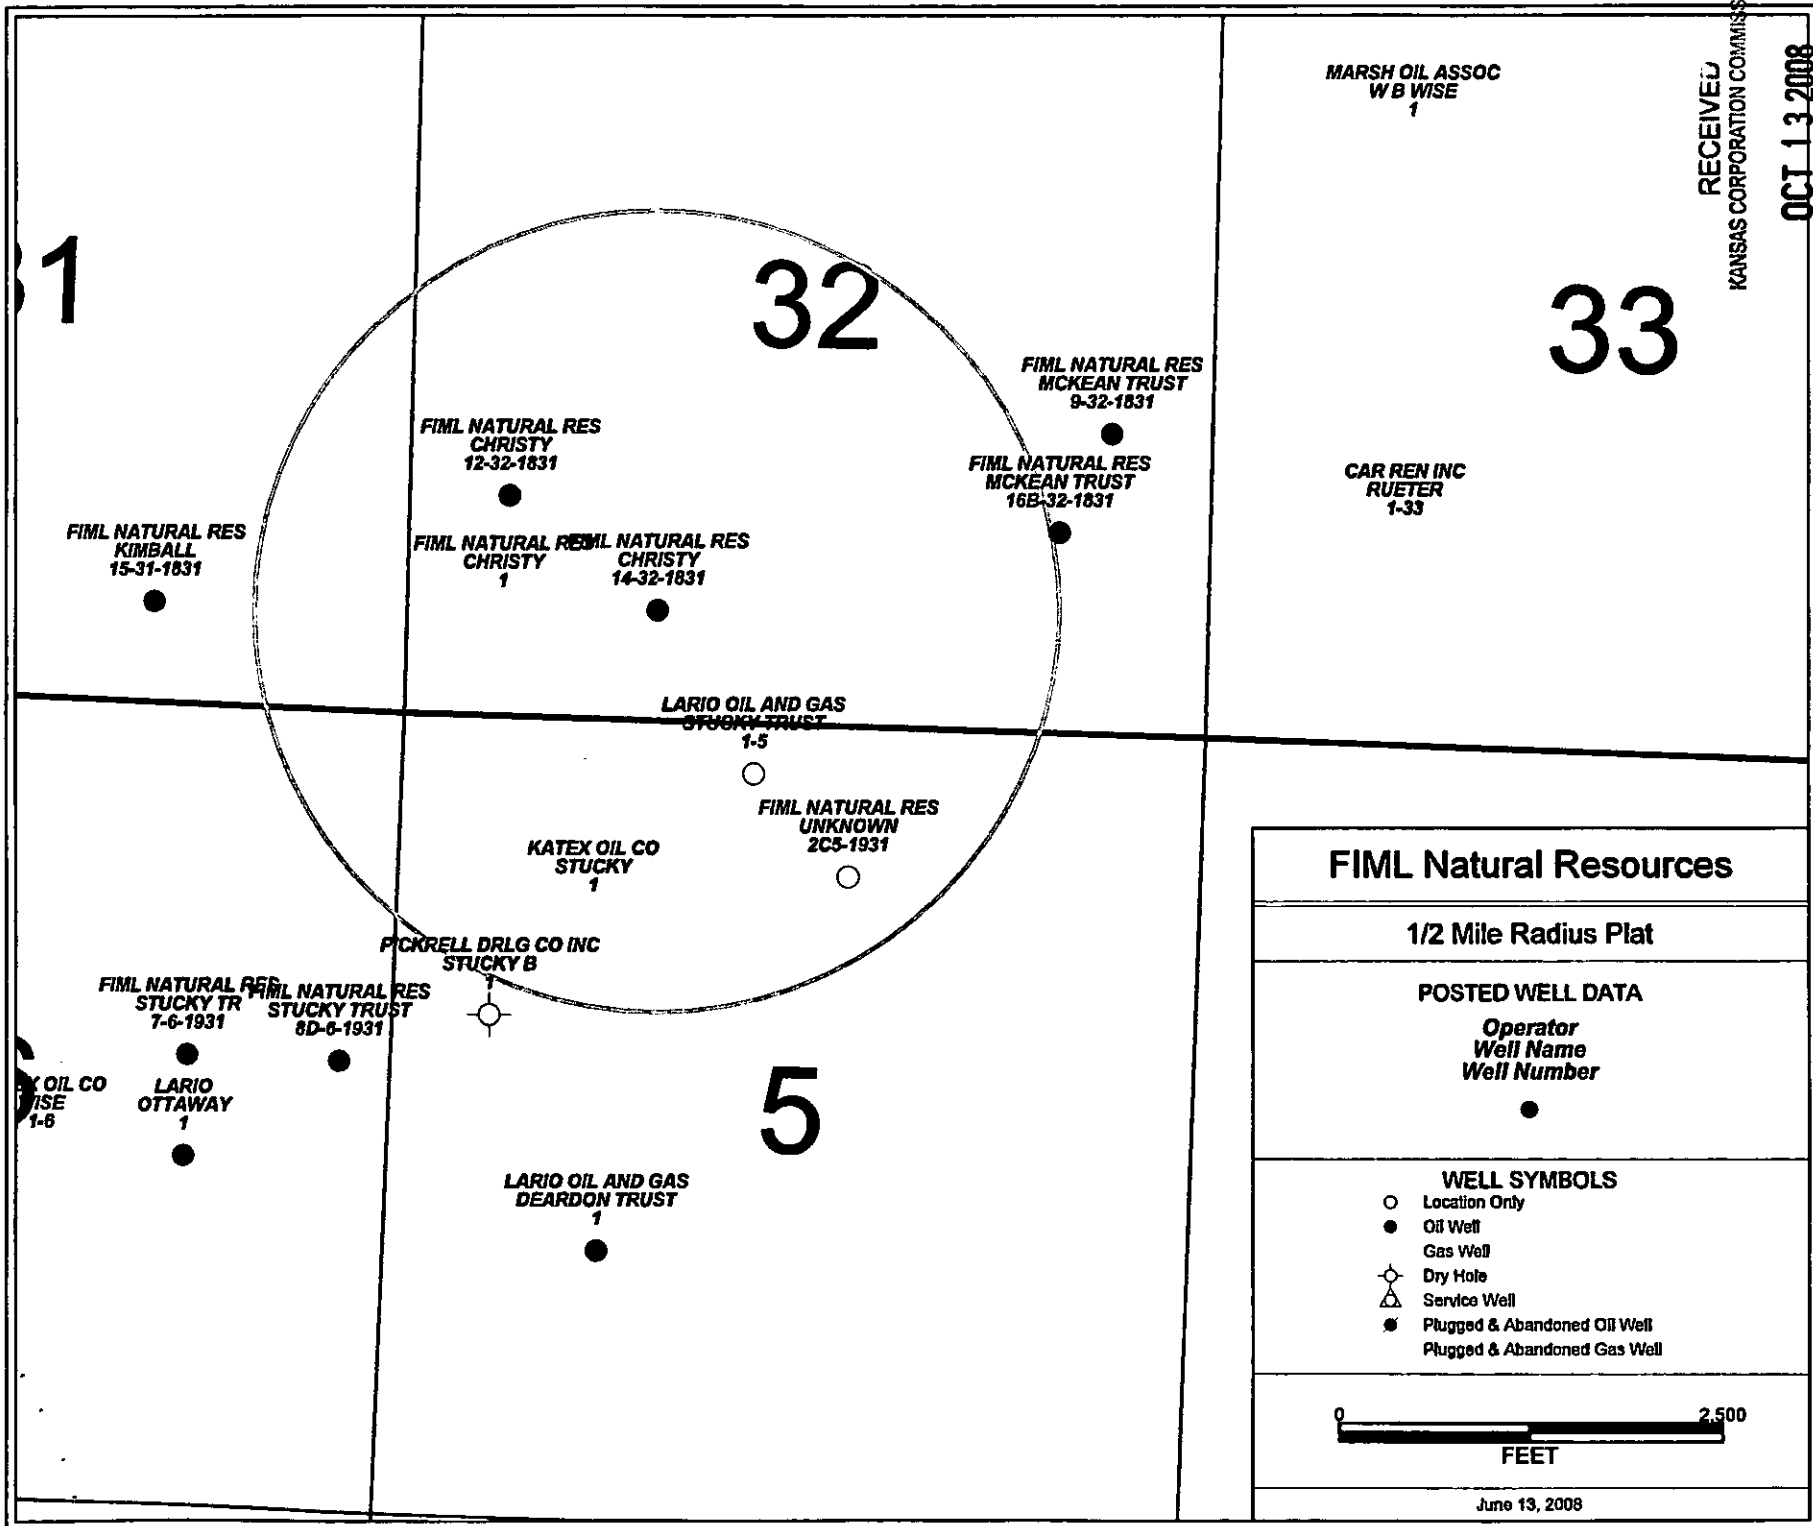 RECEIVED
KANSAS CORPORATION COMMISS
OCT 13 2008
MARSH OIL ASSOC
W B WISE
1
31
32
33
FIML NATURAL RES
MCKEAN TRUST
9-32-1831
FIML NATURAL RES
CHRISTY
12-32-1831
FIML NATURAL RES
MCKEAN TRUST
16B-32-1831
CAR REN INC
RUETER
1-33
FIML NATURAL RES
KIMBALL
15-31-1831
FIML NATURAL RES
CHRISTY
1
FIML NATURAL RES
CHRISTY
14-32-1831
LARIO OIL AND GAS
STUCKY TRUST
1-5
FIML NATURAL RES
UNKNOWN
2C5-1931
KATEX OIL CO
STUCKY
1
PICKRELL DRLG CO INC
STUCKY B
1
FIML NATURAL RES
STUCKY TR
7-6-1931
FIML NATURAL RES
STUCKY TRUST
8D-6-1931
6
X OIL CO
ISE
1-6
LARIO
OTTAWAY
1
5
LARIO OIL AND GAS
DEARDON TRUST
1
FIML Natural Resources
1/2 Mile Radius Plat
POSTED WELL DATA
Operator
Well Name
Well Number
WELL SYMBOLS
Location Only
Oil Well
Gas Well
Dry Hole
Service Well
Plugged & Abandoned Oil Well
Plugged & Abandoned Gas Well
0 2,500
FEET
June 13, 2008